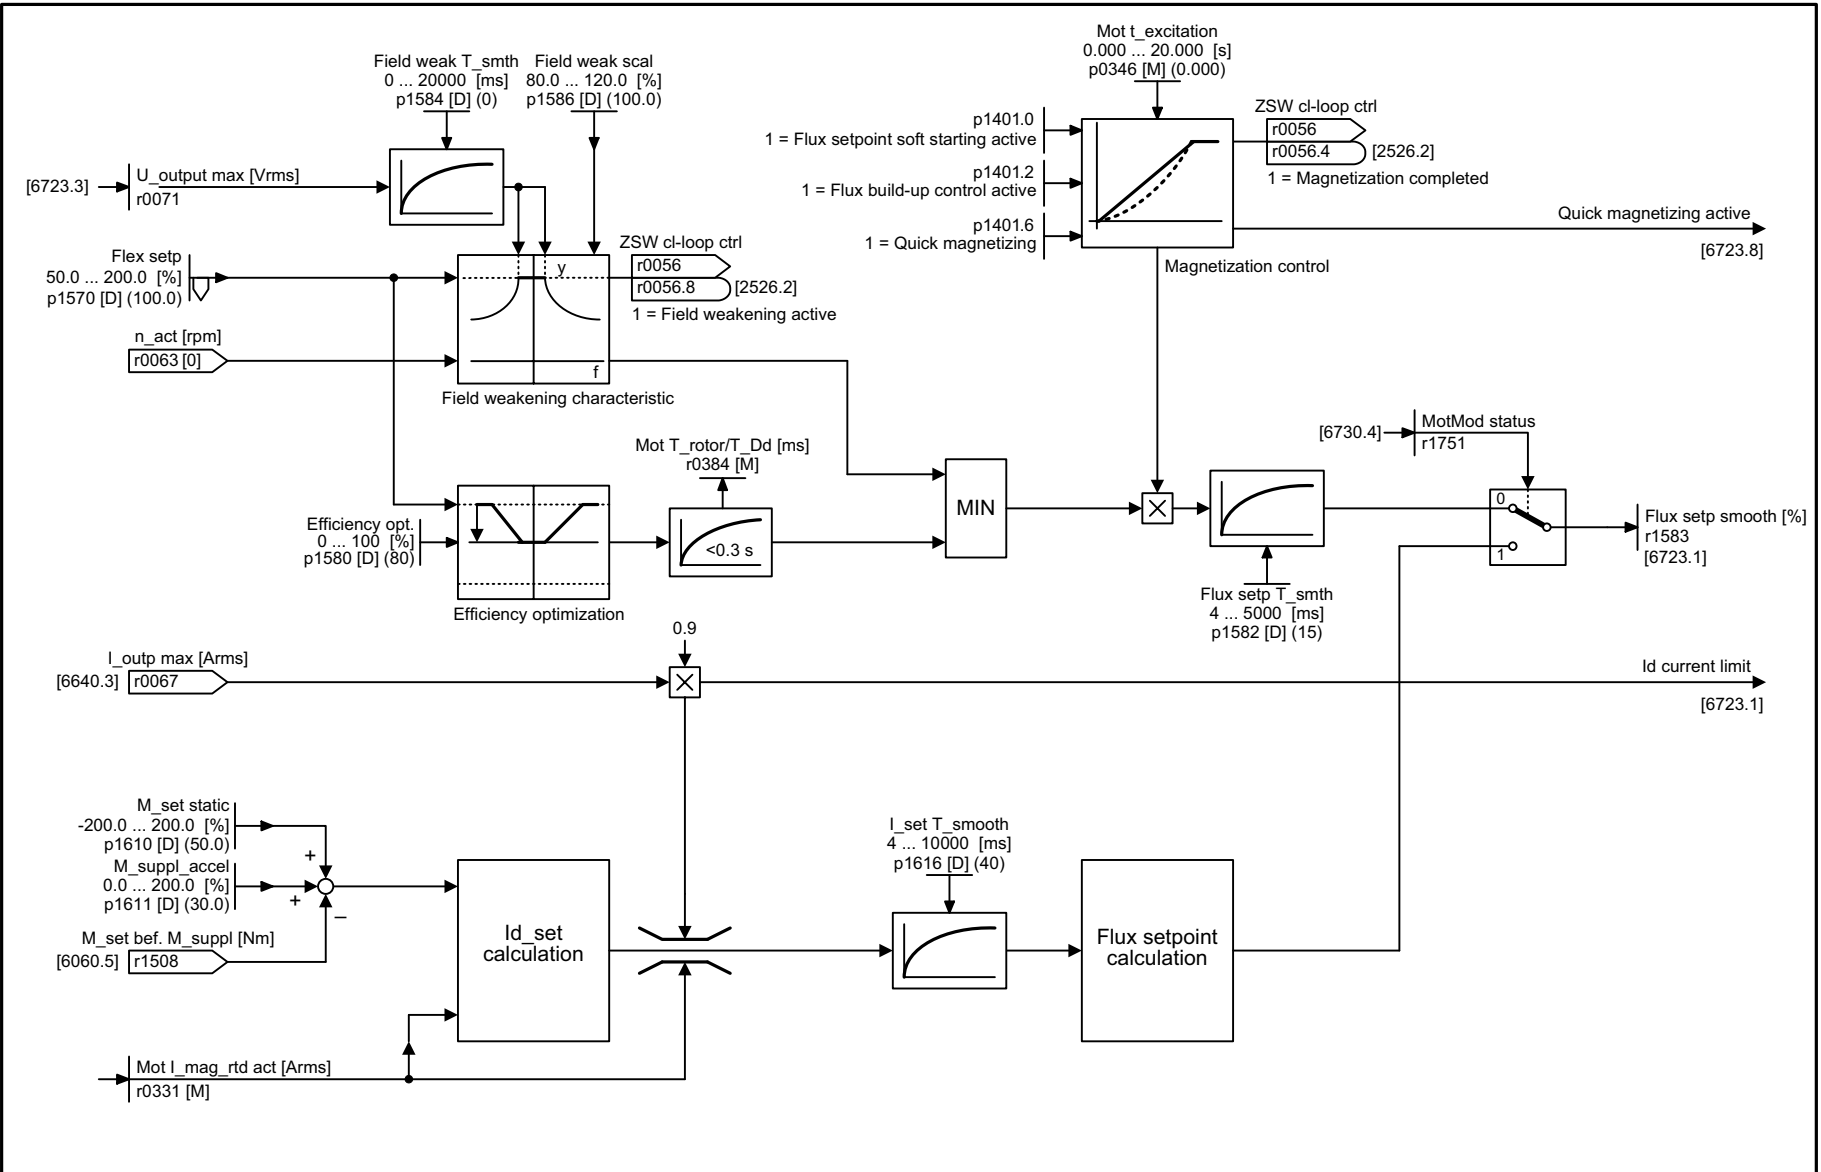 Mot t_excitation
0.000 ... 20.000 [s]
p0346 [M] (0.000)
Field weak T_smth
0 ... 20000 [ms]
p1584 [D] (0)
Field weak scal
80.0 ... 120.0 [%]
p1586 [D] (100.0)
p1401.0
1 = Flux setpoint soft starting active
p1401.2
1 = Flux build-up control active
p1401.6
1 = Quick magnetizing
ZSW cl-loop ctrl
r0056
r0056.4
[2526.2]
1 = Magnetization completed
Quick magnetizing active
[6723.8]
Magnetization control
[6723.3]
U_output max [Vrms]
r0071
Flex setp
50.0 ... 200.0 [%]
p1570 [D] (100.0)
n_act [rpm]
r0063 [0]
y
f
Field weakening characteristic
ZSW cl-loop ctrl
r0056
r0056.8
[2526.2]
1 = Field weakening active
Mot T_rotor/T_Dd [ms]
r0384 [M]
<0.3 s
Efficiency opt.
0 ... 100 [%]
p1580 [D] (80)
Efficiency optimization
MIN
[6730.4]
MotMod status
r1751
0
1
Flux setp smooth [%]
r1583
[6723.1]
Flux setp T_smth
4 ... 5000 [ms]
p1582 [D] (15)
0.9
I_outp max [Arms]
[6640.3]
r0067
Id current limit
[6723.1]
M_set static
-200.0 ... 200.0 [%]
p1610 [D] (50.0)
+
M_suppl_accel
0.0 ... 200.0 [%]
p1611 [D] (30.0)
+
–
M_set bef. M_suppl [Nm]
[6060.5]
r1508
Id_set
calculation
I_set T_smooth
4 ... 10000 [ms]
p1616 [D] (40)
Flux setpoint
calculation
Mot I_mag_rtd act [Arms]
r0331 [M]